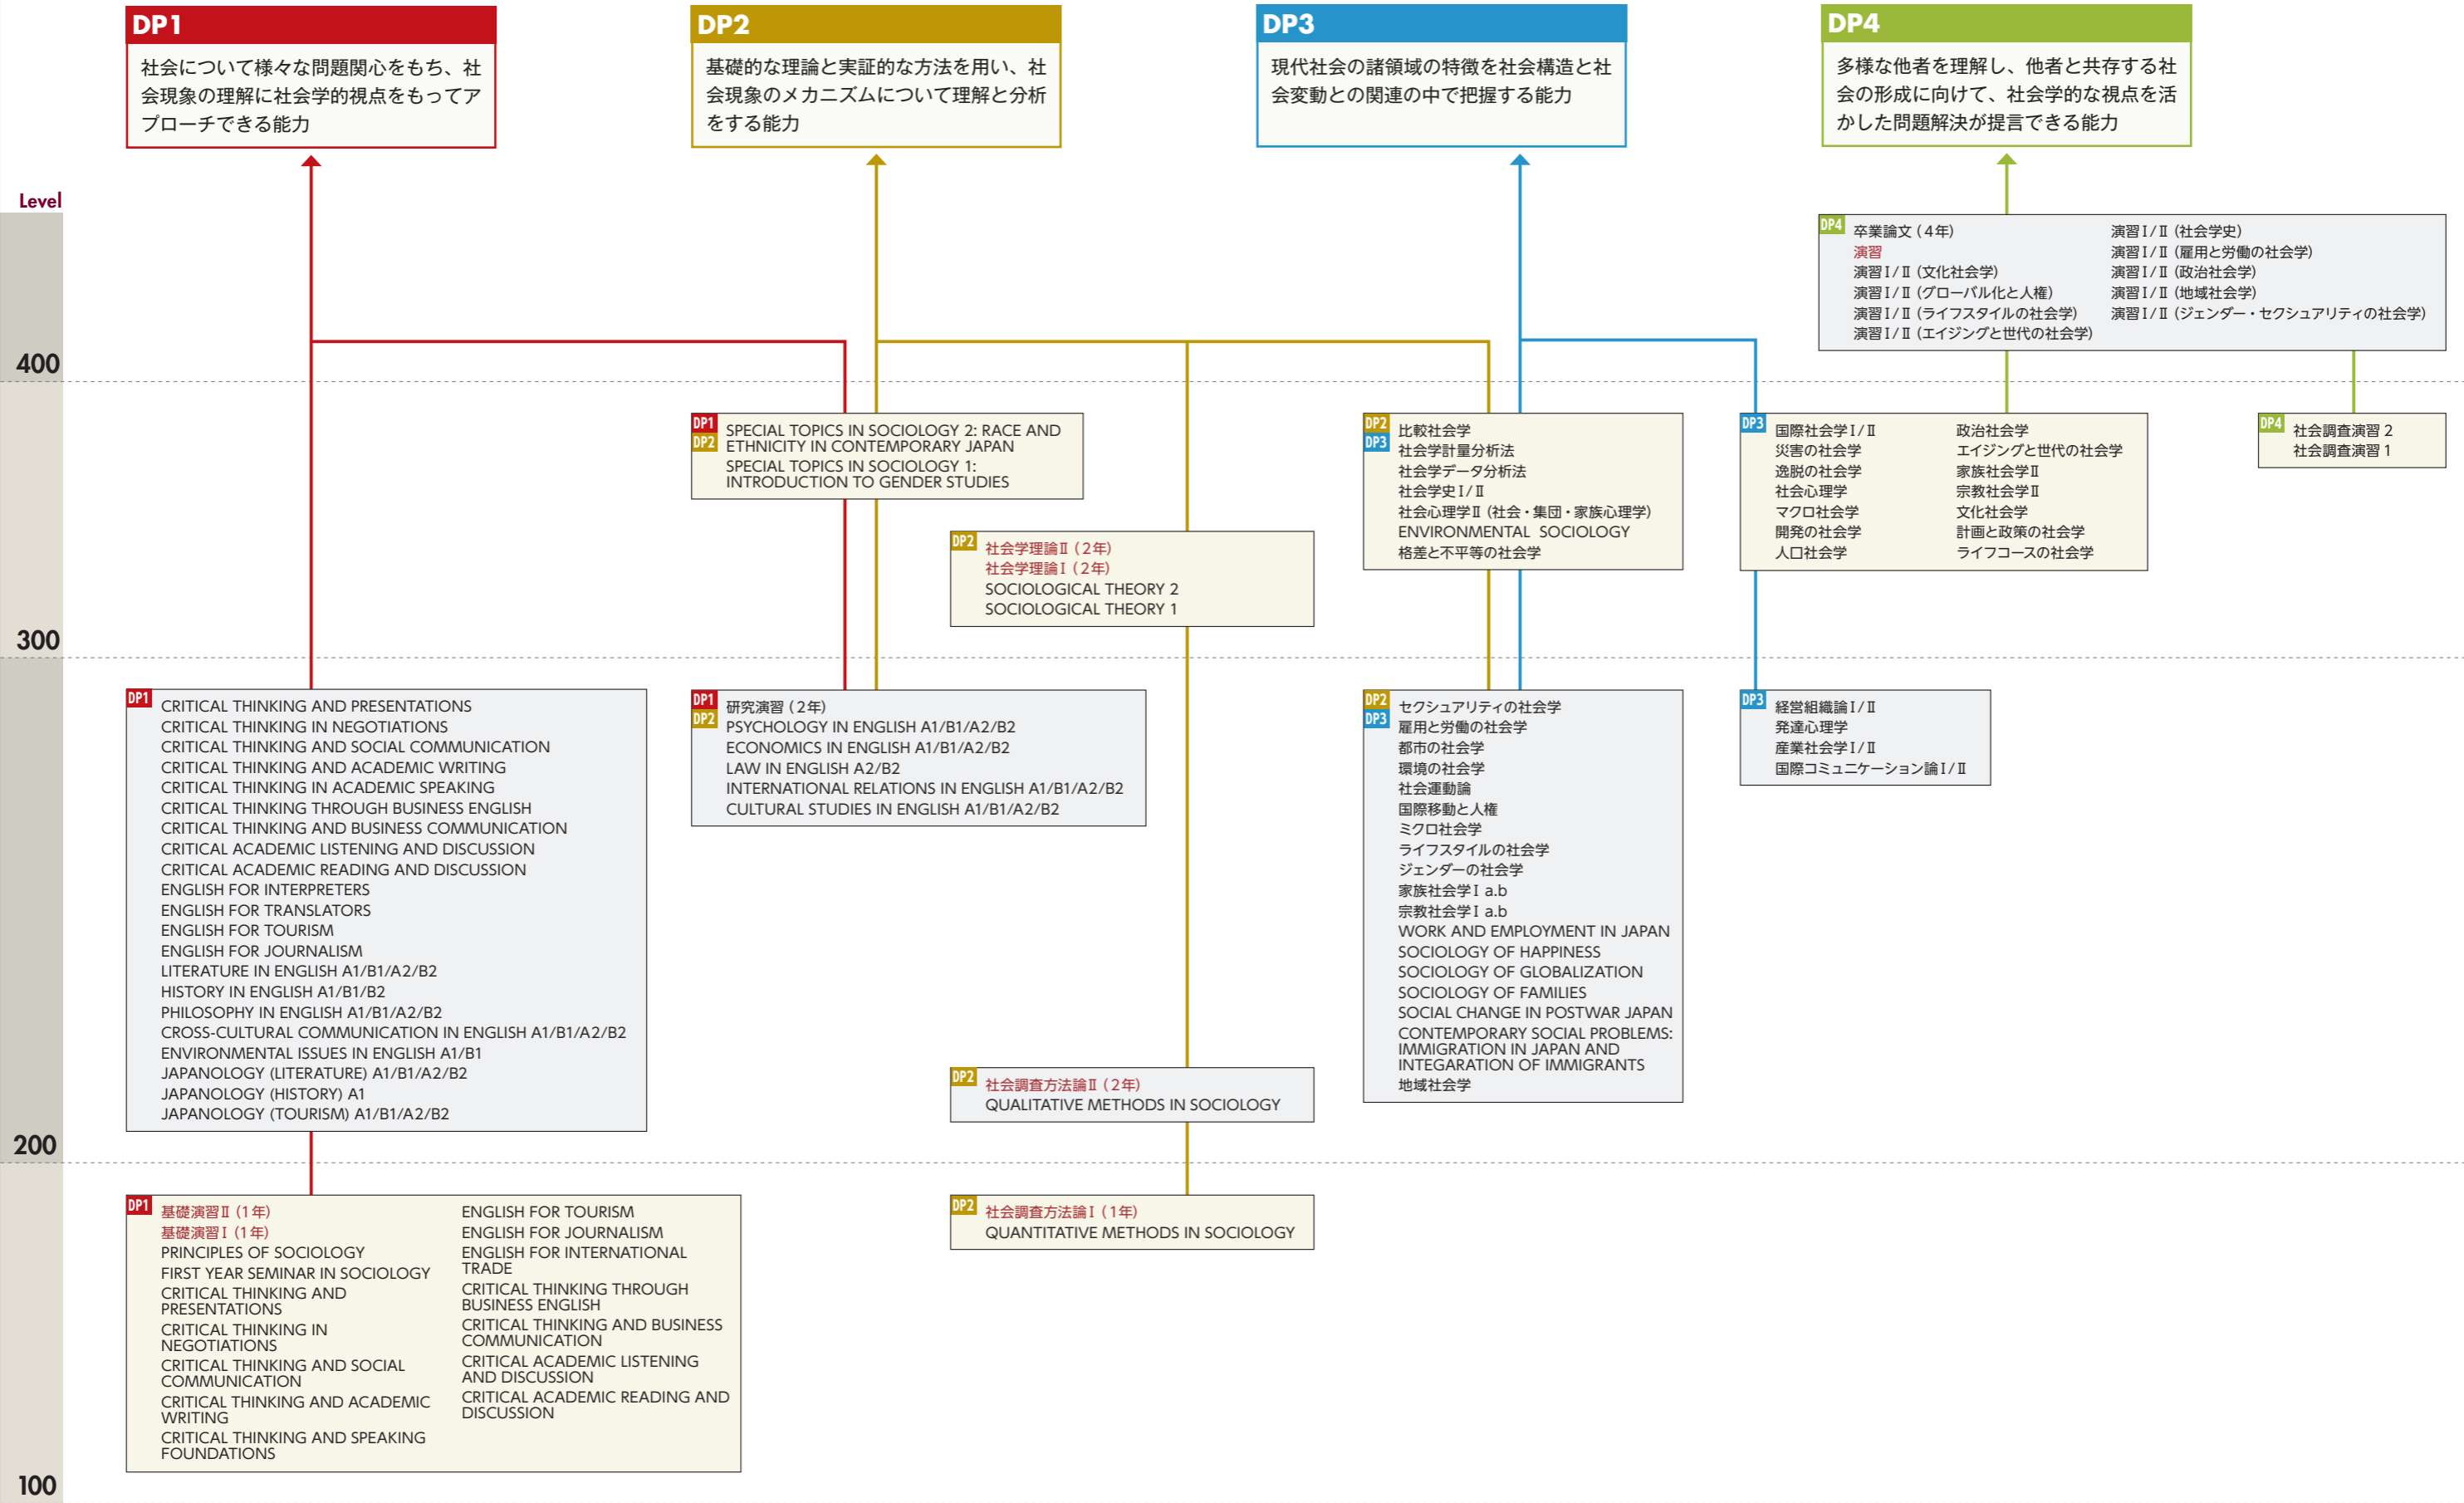 DP1
社会について様々な問題関心をもち、社
会現象の理解に社会学的視点をもってア
プローチできる能力
DP2
基礎的な理論と実証的な方法を用い、社
会現象のメカニズムについて理解と分析
をする能力
DP3
現代社会の諸領域の特徴を社会構造と社
会変動との関連の中で把握する能力
DP4
多様な他者を理解し、他者と共存する社
会の形成に向けて、社会学的な視点を活
かした問題解決が提言できる能力
Level
DP4
卒業論文（4年）
演習
演習Ⅰ/Ⅱ（文化社会学）
演習Ⅰ/Ⅱ（グローバル化と人権）
演習Ⅰ/Ⅱ（ライフスタイルの社会学）
演習Ⅰ/Ⅱ（エイジングと世代の社会学）
演習Ⅰ/Ⅱ（社会学史）
演習Ⅰ/Ⅱ（雇用と労働の社会学）
演習Ⅰ/Ⅱ（政治社会学）
演習Ⅰ/Ⅱ（地域社会学）
演習Ⅰ/Ⅱ（ジェンダー・セクシュアリティの社会学）
400
DP1
DP2
SPECIAL TOPICS IN SOCIOLOGY 2: RACE AND
ETHNICITY IN CONTEMPORARY JAPAN
SPECIAL TOPICS IN SOCIOLOGY 1:
INTRODUCTION TO GENDER STUDIES
DP2
社会学理論Ⅱ（2年）
社会学理論Ⅰ（2年）
SOCIOLOGICAL THEORY 2
SOCIOLOGICAL THEORY 1
DP2
DP3
比較社会学
社会学計量分析法
社会学データ分析法
社会学史Ⅰ/Ⅱ
社会心理学Ⅱ（社会・集団・家族心理学）
ENVIRONMENTAL SOCIOLOGY
格差と不平等の社会学
DP3
国際社会学Ⅰ/Ⅱ
災害の社会学
逸脱の社会学
社会心理学
マクロ社会学
開発の社会学
人口社会学
政治社会学
エイジングと世代の社会学
家族社会学Ⅱ
宗教社会学Ⅱ
文化社会学
計画と政策の社会学
ライフコースの社会学
DP4
社会調査演習 2
社会調査演習 1
300
DP1
CRITICAL THINKING AND PRESENTATIONS
CRITICAL THINKING IN NEGOTIATIONS
CRITICAL THINKING AND SOCIAL COMMUNICATION
CRITICAL THINKING AND ACADEMIC WRITING
CRITICAL THINKING IN ACADEMIC SPEAKING
CRITICAL THINKING THROUGH BUSINESS ENGLISH
CRITICAL THINKING AND BUSINESS COMMUNICATION
CRITICAL ACADEMIC LISTENING AND DISCUSSION
CRITICAL ACADEMIC READING AND DISCUSSION
ENGLISH FOR INTERPRETERS
ENGLISH FOR TRANSLATORS
ENGLISH FOR TOURISM
ENGLISH FOR JOURNALISM
LITERATURE IN ENGLISH A1/B1/A2/B2
HISTORY IN ENGLISH A1/B1/B2
PHILOSOPHY IN ENGLISH A1/B1/A2/B2
CROSS-CULTURAL COMMUNICATION IN ENGLISH A1/B1/A2/B2
ENVIRONMENTAL ISSUES IN ENGLISH A1/B1
JAPANOLOGY (LITERATURE) A1/B1/A2/B2
JAPANOLOGY (HISTORY) A1
JAPANOLOGY (TOURISM) A1/B1/A2/B2
DP1
DP2
研究演習（2年）
PSYCHOLOGY IN ENGLISH A1/B1/A2/B2
ECONOMICS IN ENGLISH A1/B1/A2/B2
LAW IN ENGLISH A2/B2
INTERNATIONAL RELATIONS IN ENGLISH A1/B1/A2/B2
CULTURAL STUDIES IN ENGLISH A1/B1/A2/B2
DP2
社会調査方法論Ⅱ（2年）
QUALITATIVE METHODS IN SOCIOLOGY
DP2
DP3
セクシュアリティの社会学
雇用と労働の社会学
都市の社会学
環境の社会学
社会運動論
国際移動と人権
ミクロ社会学
ライフスタイルの社会学
ジェンダーの社会学
家族社会学Ⅰ a.b
宗教社会学Ⅰ a.b
WORK AND EMPLOYMENT IN JAPAN
SOCIOLOGY OF HAPPINESS
SOCIOLOGY OF GLOBALIZATION
SOCIOLOGY OF FAMILIES
SOCIAL CHANGE IN POSTWAR JAPAN
CONTEMPORARY SOCIAL PROBLEMS:
IMMIGRATION IN JAPAN AND
INTEGARATION OF IMMIGRANTS
地域社会学
DP3
経営組織論Ⅰ/Ⅱ
発達心理学
産業社会学Ⅰ/Ⅱ
国際コミュニケーション論Ⅰ/Ⅱ
200
DP1
基礎演習Ⅱ（1年）
基礎演習Ⅰ（1年）
PRINCIPLES OF SOCIOLOGY
FIRST YEAR SEMINAR IN SOCIOLOGY
CRITICAL THINKING AND
PRESENTATIONS
CRITICAL THINKING IN
NEGOTIATIONS
CRITICAL THINKING AND SOCIAL
COMMUNICATION
CRITICAL THINKING AND ACADEMIC
WRITING
CRITICAL THINKING AND SPEAKING
FOUNDATIONS
ENGLISH FOR TOURISM
ENGLISH FOR JOURNALISM
ENGLISH FOR INTERNATIONAL
TRADE
CRITICAL THINKING THROUGH
BUSINESS ENGLISH
CRITICAL THINKING AND BUSINESS
COMMUNICATION
CRITICAL ACADEMIC LISTENING
AND DISCUSSION
CRITICAL ACADEMIC READING AND
DISCUSSION
DP2
社会調査方法論Ⅰ（1年）
QUANTITATIVE METHODS IN SOCIOLOGY
100